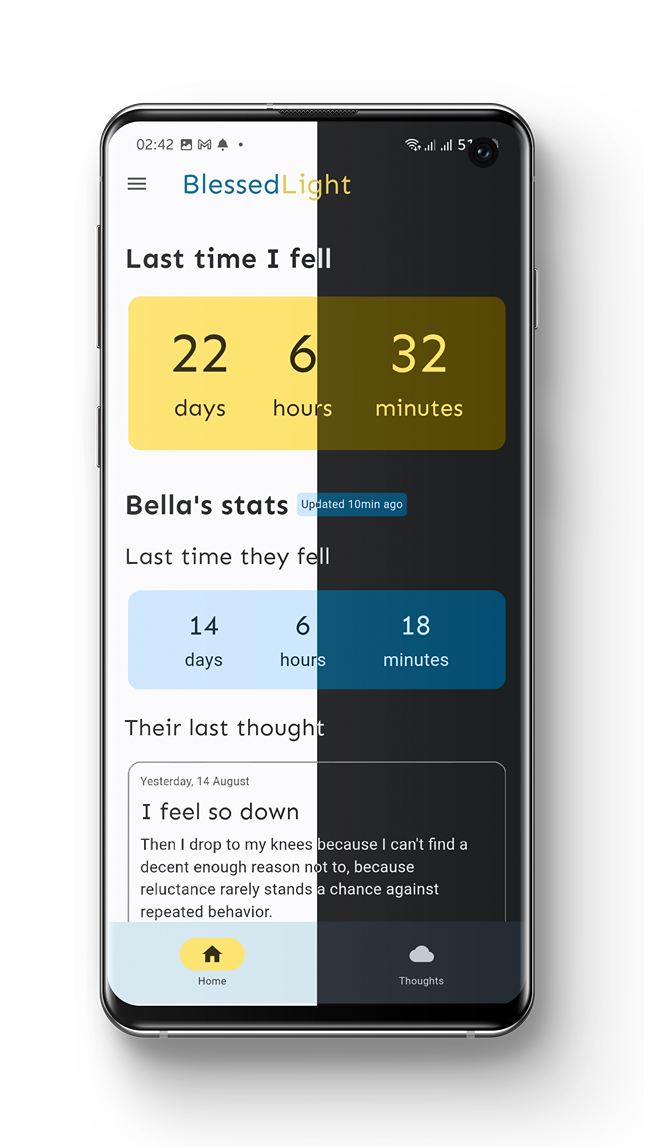 02:42
BlessedLight
Last time I fell
22 6 32
days hours minutes
Bella's stats Updated 10min ago
Last time they fell
14 6 18
days hours minutes
Their last thought
Yesterday, 14 August
I feel so down
Then I drop to my knees because I can't find a
decent enough reason not to, because
reluctance rarely stands a chance against
repeated behavior.
Home Thoughts